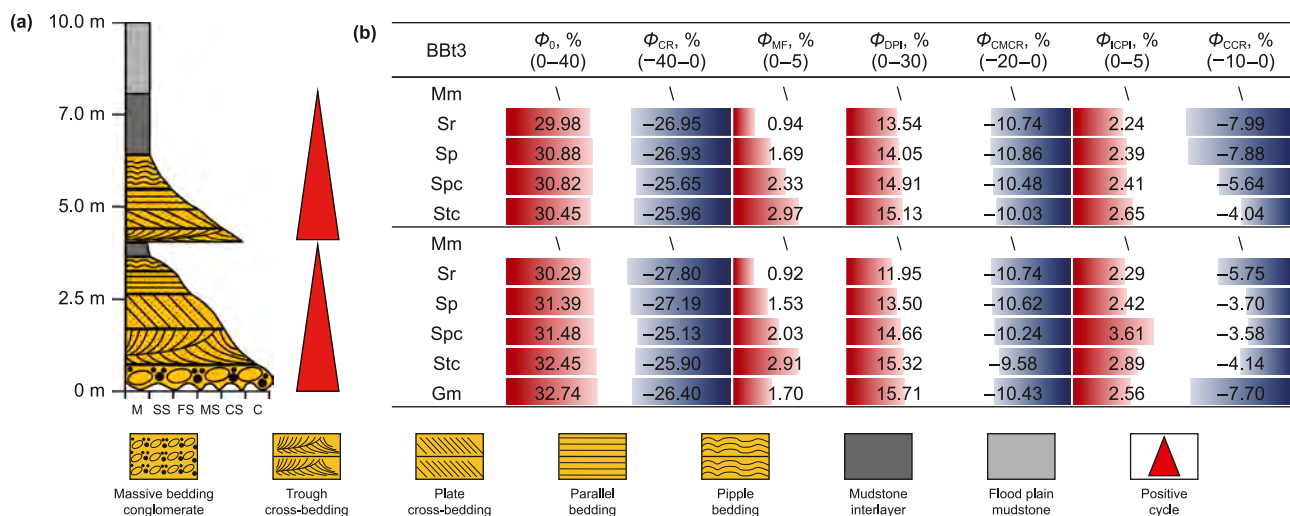 (a)
10.0 m
7.0 m
5.0 m
2.5 m
0 m
M SS FS MS CS C
(b)
BBt3 Φ0, % (0–40) ΦCR, % (−40–0) ΦMF, % (0–5) ΦDPI, % (0–30) ΦCMCR, % (−20–0) ΦICPI, % (0–5) ΦCCR, % (−10–0)
Mm \ \ \ \ \ \ \
Sr 29.98 −26.95 0.94 13.54 −10.74 2.24 −7.99
Sp 30.88 −26.93 1.69 14.05 −10.86 2.39 −7.88
Spc 30.82 −25.65 2.33 14.91 −10.48 2.41 −5.64
Stc 30.45 −25.96 2.97 15.13 −10.03 2.65 −4.04
Mm \ \ \ \ \ \ \
Sr 30.29 −27.80 0.92 11.95 −10.74 2.29 −5.75
Sp 31.39 −27.19 1.53 13.50 −10.62 2.42 −3.70
Spc 31.48 −25.13 2.03 14.66 −10.24 3.61 −3.58
Stc 32.45 −25.90 2.91 15.32 −9.58 2.89 −4.14
Gm 32.74 −26.40 1.70 15.71 −10.43 2.56 −7.70
Massive bedding
conglomerate
Trough
cross-bedding
Plate
cross-bedding
Parallel
bedding
Pipple
bedding
Mudstone
interlayer
Flood plain
mudstone
Positive
cycle